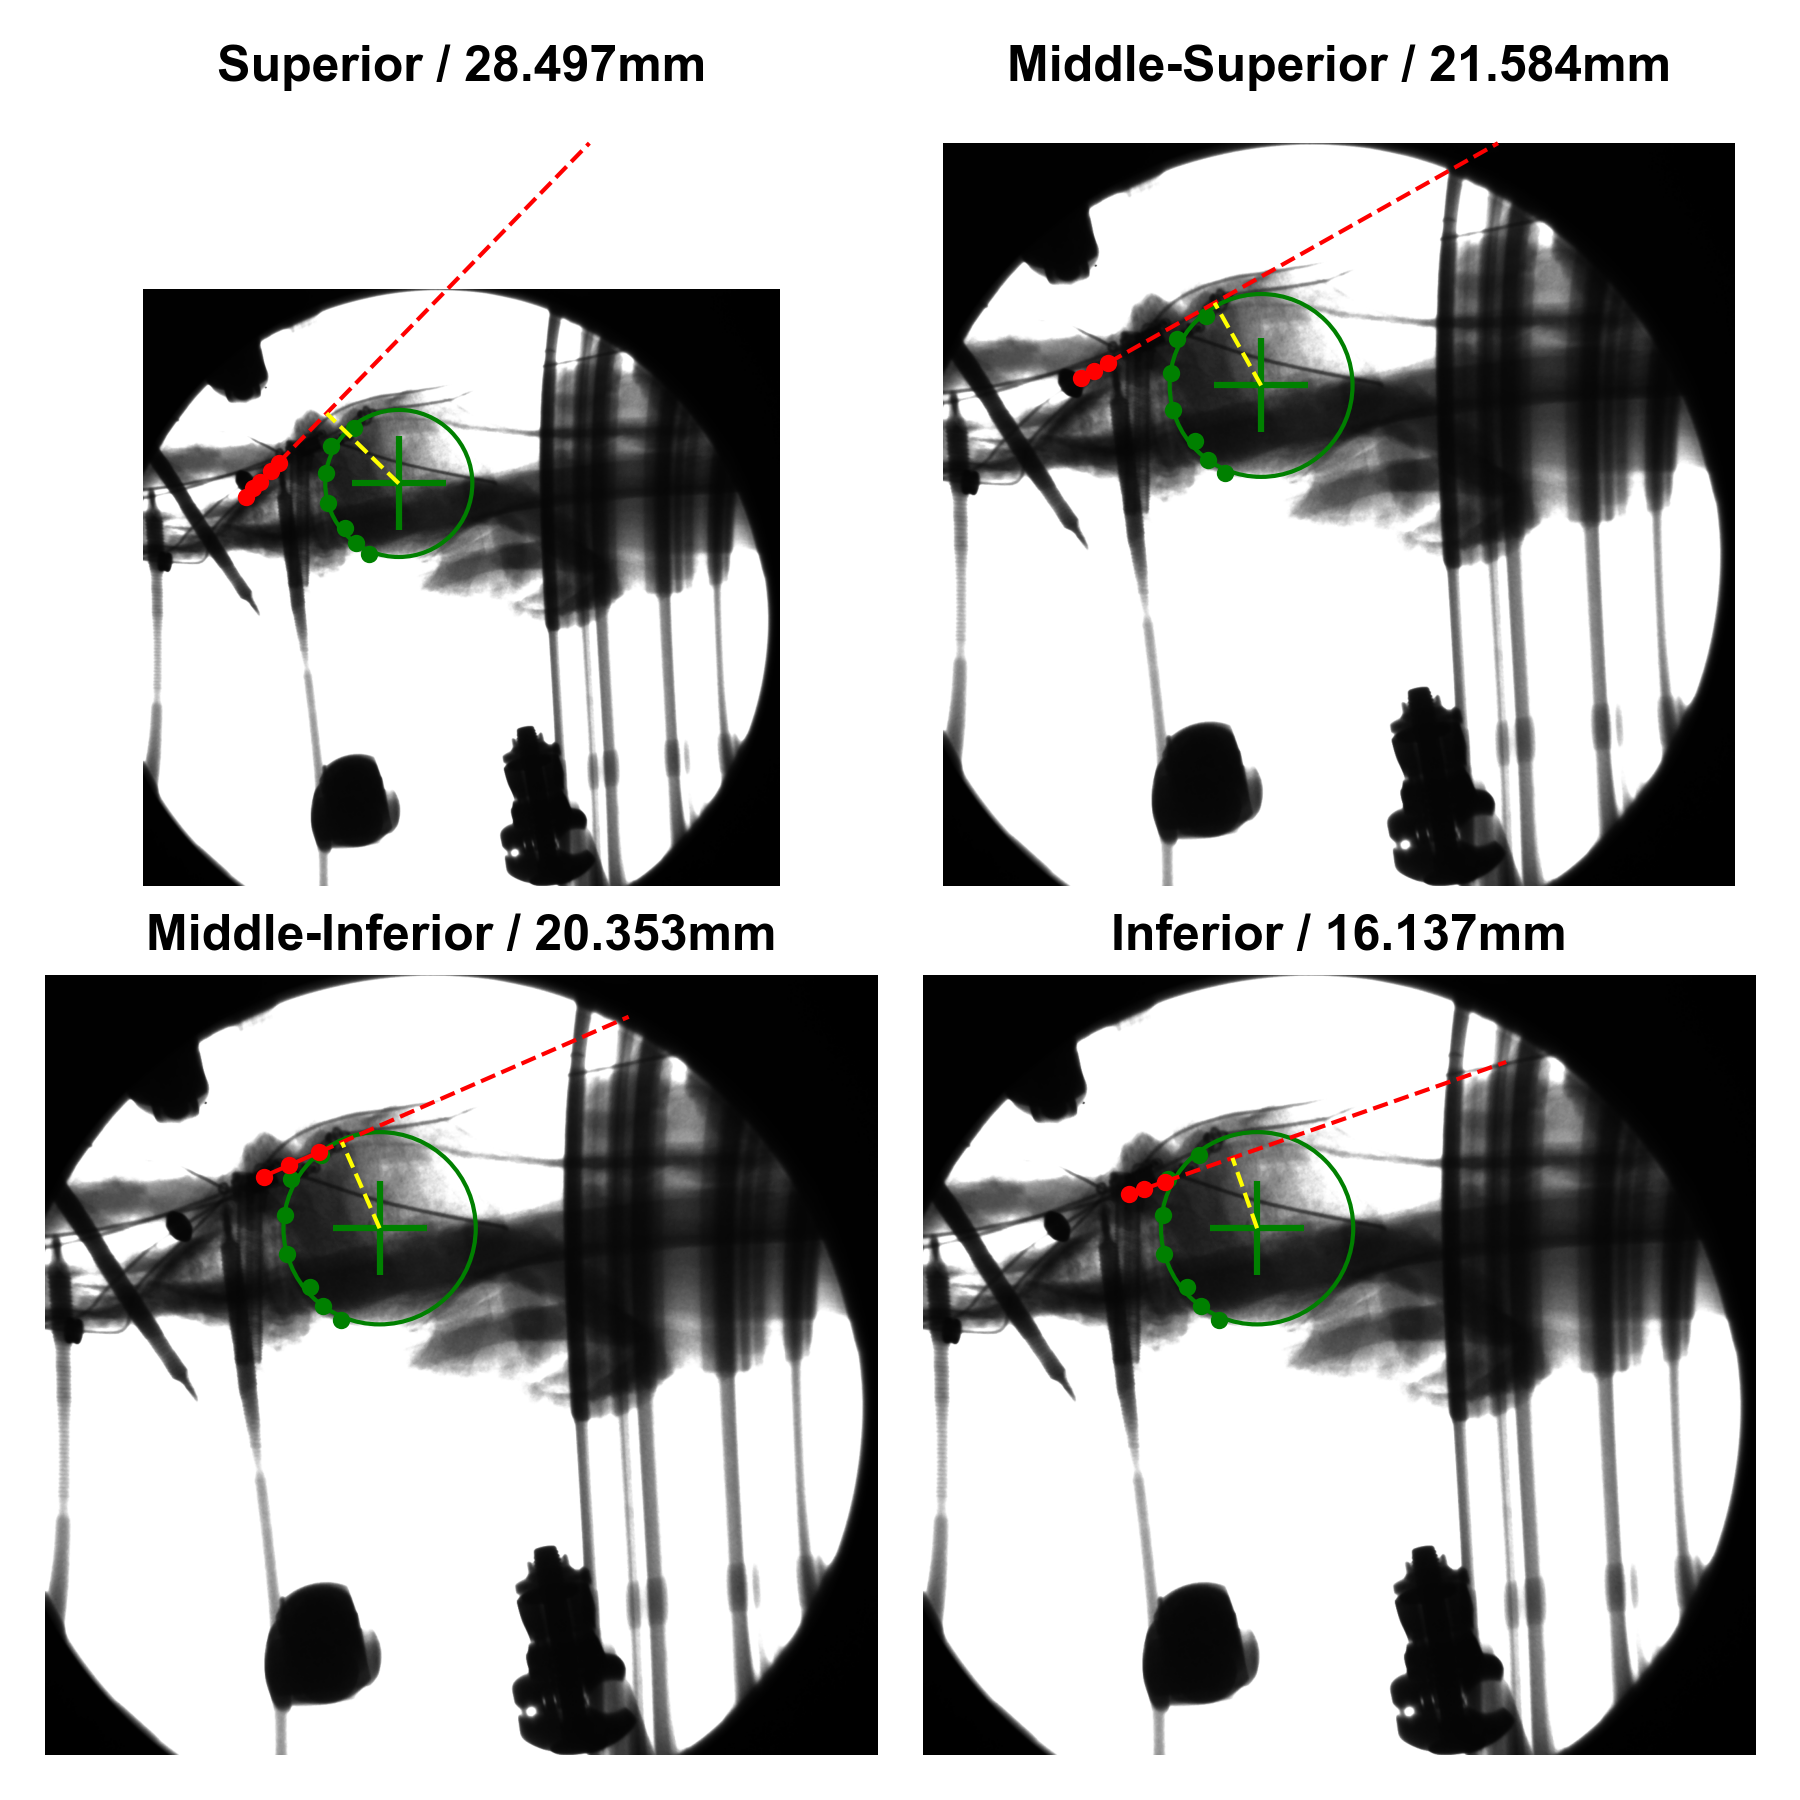 Superior / 28.497mm
Middle-Superior / 21.584mm
Middle-Inferior / 20.353mm
Inferior / 16.137mm